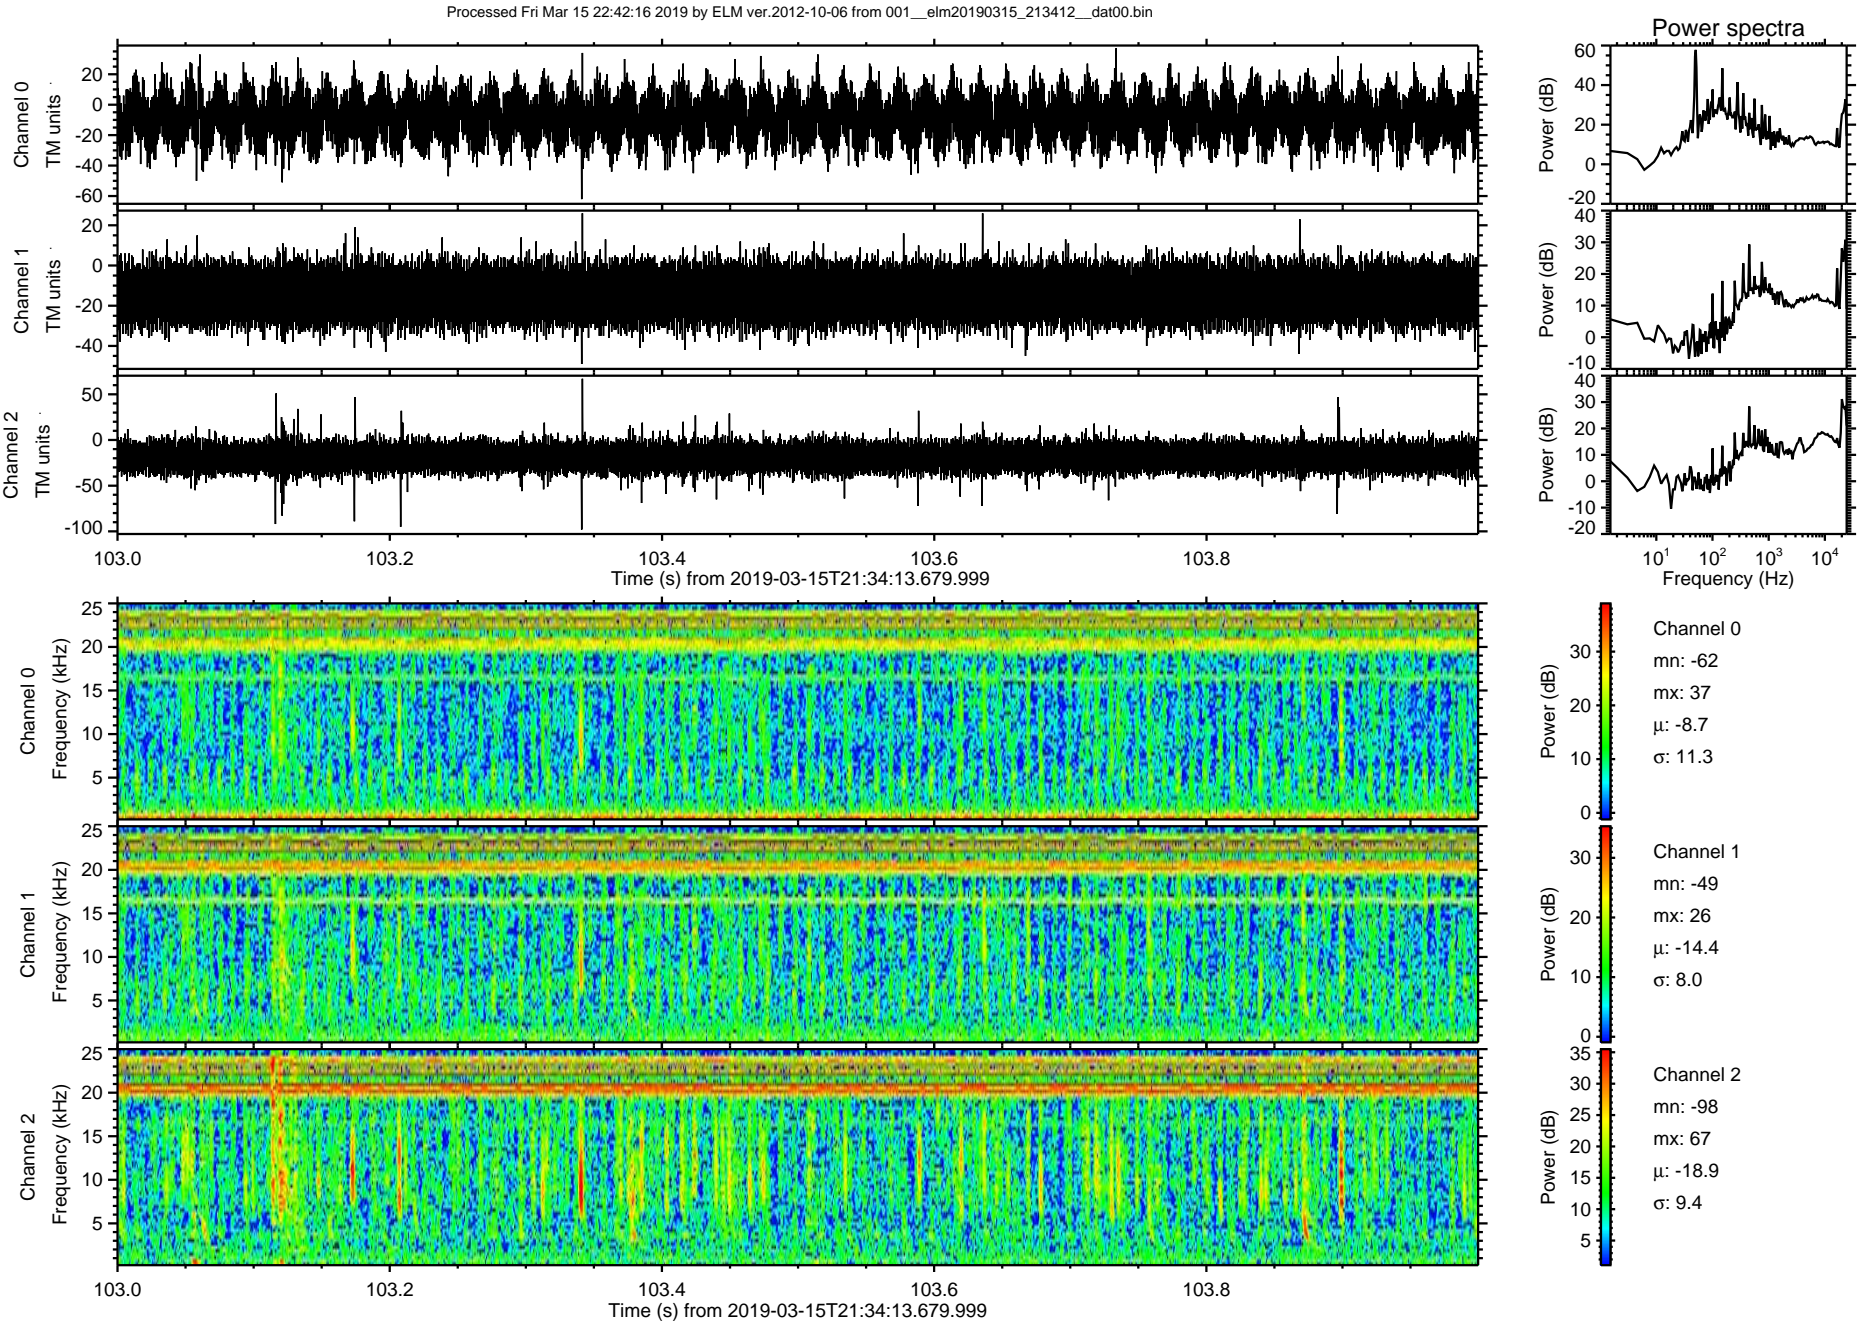 Processed Fri Mar 15 22:42:16 2019 by ELM ver.2012-10-06 from 001__elm20190315_213412__dat00.bin
Power spectra
Channel 0
TM units
20
0
-20
-40
-60
Power (dB)
60
40
20
0
-20
Channel 1
TM units
20
0
-20
-40
Power (dB)
40
30
20
10
0
-10
Channel 2
TM units
50
0
-50
-100
Power (dB)
40
30
20
10
0
-10
-20
103.0 103.2 103.4 103.6 103.8
Time (s) from 2019-03-15T21:34:13.679.999
10^1 10^2 10^3 10^4
Frequency (Hz)
Channel 0
Frequency (kHz)
25
20
15
10
5
Power (dB)
30
20
10
0
Channel 0
mn: -62
mx: 37
μ: -8.7
σ: 11.3
Channel 1
Frequency (kHz)
25
20
15
10
5
Power (dB)
30
20
10
0
Channel 1
mn: -49
mx: 26
μ: -14.4
σ: 8.0
Channel 2
Frequency (kHz)
25
20
15
10
5
Power (dB)
35
30
25
20
15
10
5
Channel 2
mn: -98
mx: 67
μ: -18.9
σ: 9.4
103.0 103.2 103.4 103.6 103.8
Time (s) from 2019-03-15T21:34:13.679.999